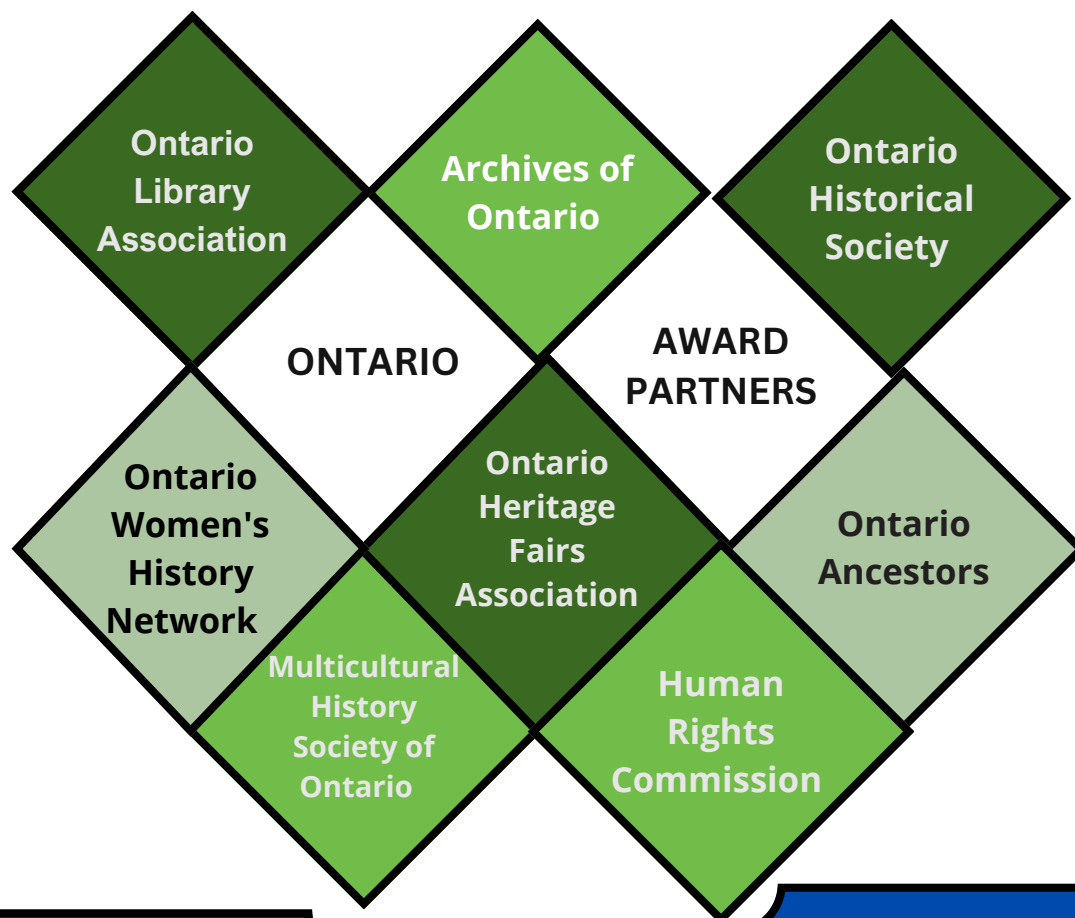 Ontario
Library
Association
Archives of
Ontario
Ontario
Historical
Society
ONTARIO
AWARD
PARTNERS
Ontario
Women's
History
Network
Ontario
Heritage
Fairs
Association
Ontario
Ancestors
Multicultural
History
Society of
Ontario
Human
Rights
Commission